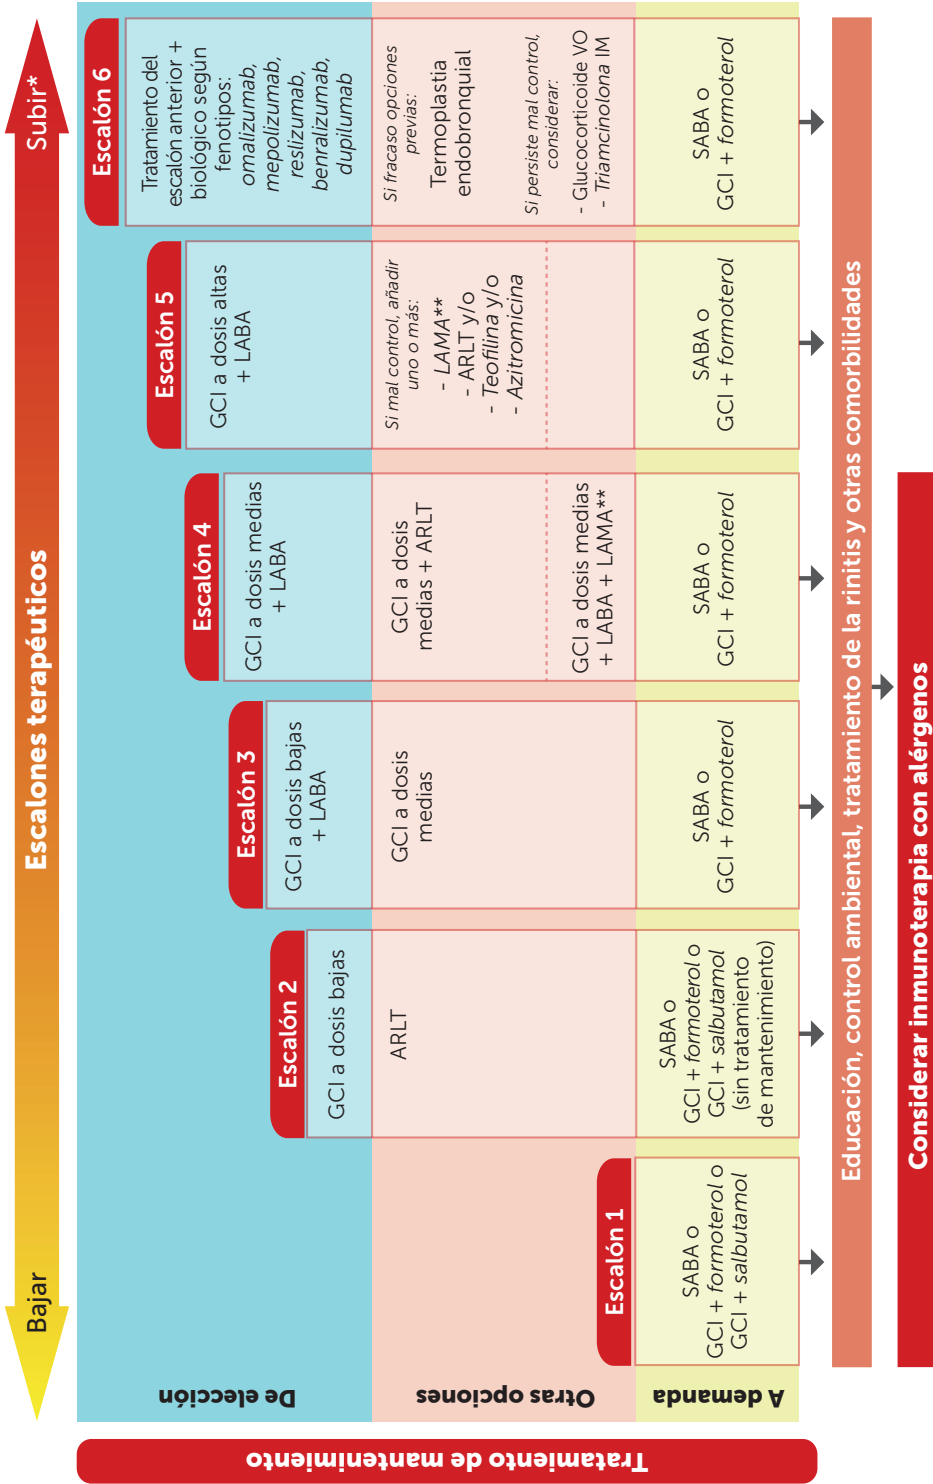 Escalones terapéuticos
Bajar
Subir*
Tratamiento de mantenimiento
De elección
Otras opciones
A demanda
Escalón 1
SABA o
GCI + formoterol o
GCI + salbutamol
Escalón 2
GCI a dosis bajas
ARLT
SABA o
GCI + formoterol o
GCI + salbutamol
(sin tratamiento
de mantenimiento)
Escalón 3
GCI a dosis bajas
+ LABA
GCI a dosis
medias
SABA o
GCI + formoterol
Escalón 4
GCI a dosis medias
+ LABA
GCI a dosis
medias + ARLT
GCI a dosis medias
+ LABA + LAMA**
SABA o
GCI + formoterol
Escalón 5
GCI a dosis altas
+ LABA
Si mal control, añadir
uno o más:
- LAMA**
- ARLT y/o
- Teofilina y/o
- Azitromicina
SABA o
GCI + formoterol
Escalón 6
Tratamiento del
escalón anterior +
biológico según
fenotipos:
omalizumab,
mepolizumab,
reslizumab,
benralizumab,
dupilumab
Si fracaso opciones
previas:
Termoplastia
endobronquial
Si persiste mal control,
considerar:
- Glucocorticoide VO
- Triamcinolona IM
SABA o
GCI + formoterol
Educación, control ambiental, tratamiento de la rinitis y otras comorbilidades
Considerar inmunoterapia con alérgenos